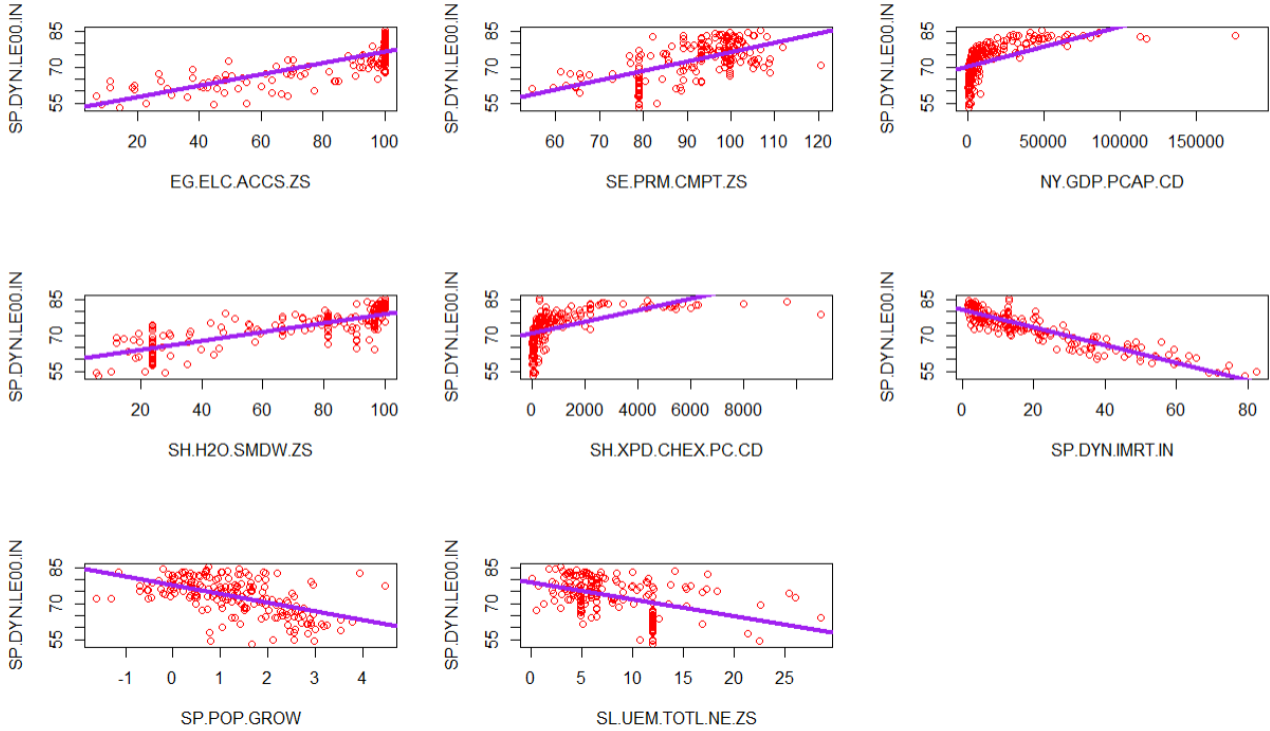 SP.DYN.LE00.IN
85
70
55
20 40 60 80 100
EG.ELC.ACCS.ZS
SP.DYN.LE00.IN
85
70
55
60 70 80 90 100 110 120
SE.PRM.CMPT.ZS
SP.DYN.LE00.IN
85
70
55
0 50000 100000 150000
NY.GDP.PCAP.CD
SP.DYN.LE00.IN
85
70
55
20 40 60 80 100
SH.H2O.SMDW.ZS
SP.DYN.LE00.IN
85
70
55
0 2000 4000 6000 8000
SH.XPD.CHEX.PC.CD
SP.DYN.LE00.IN
85
70
55
0 20 40 60 80
SP.DYN.IMRT.IN
SP.DYN.LE00.IN
85
70
55
-1 0 1 2 3 4
SP.POP.GROW
SP.DYN.LE00.IN
85
70
55
0 5 10 15 20 25
SL.UEM.TOTL.NE.ZS